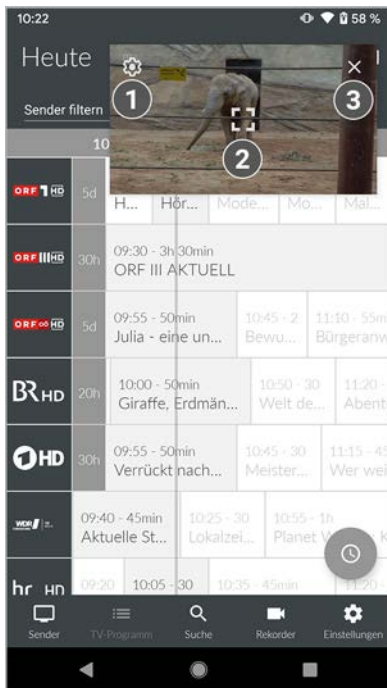 10:22
58 %
Heute
1
3
Sender filtern
2
10
ORF 1 HD
5d
H...
Hör...
Mode...
Mo...
Mal...
ORF III HD
30h
09:30 - 3h 30min
ORF III AKTUELL
ORF HD
5d
09:55 - 50min
10:45 - 2
11:10 - 55m
Julia - eine un...
Bewu...
Bürgeranw
BR HD
20h
10:00 - 50min
10:50 - 30
11:20 -
Giraffe, Erdmän...
Welt de...
Abent
1 HD
30h
09:55 - 50min
10:45 - 30
11:15 - 45
Verrückt nach...
Meister...
Wer wei
WDR
09:40 - 45min
10:25 - 30
10:55 - 1h
Aktuelle St...
Lokalzei...
Planet W
hr HD
09:20
10:05 - 30
10:35 - 45min
11:20 -
Sender
TV-Programm
Suche
Rekorder
Einstellungen